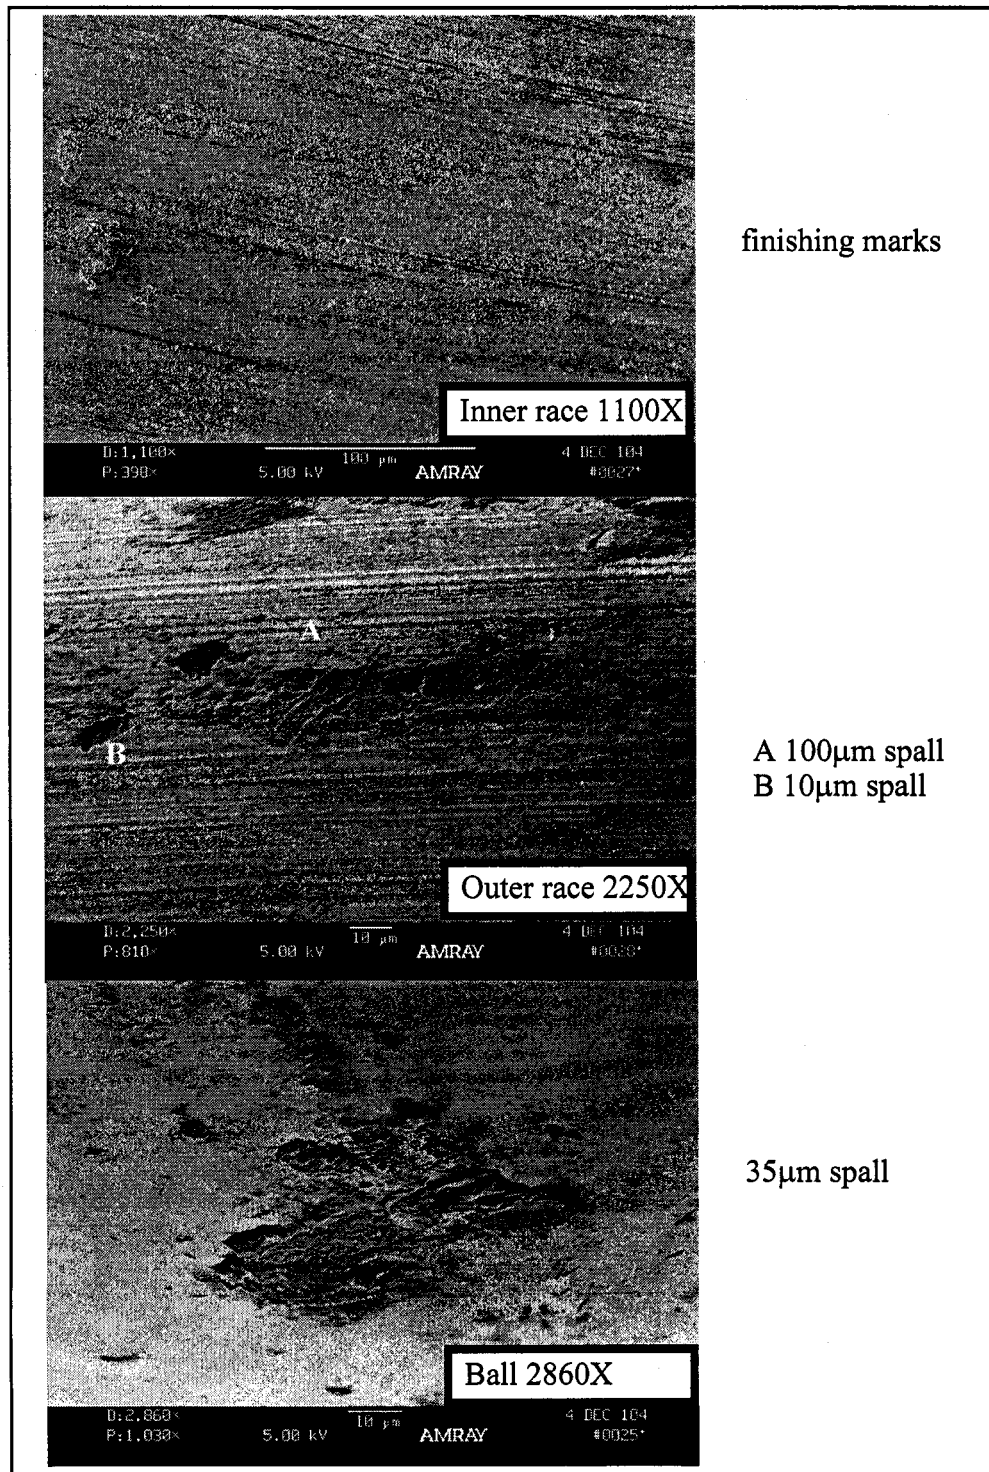 finishing marks
Inner race 1100X
D:1,100× 100 µm 4 DEC 104
P:398× 5.00 kV AMRAY #0027*
A
B
A 100µm spall
B 10µm spall
Outer race 2250X
D:2,250× 10 µm 4 DEC 104
P:810× 5.00 kV AMRAY #0028*
35µm spall
Ball 2860X
D:2,860× 10 µm 4 DEC 104
P:1,030× 5.00 kV AMRAY #0025*